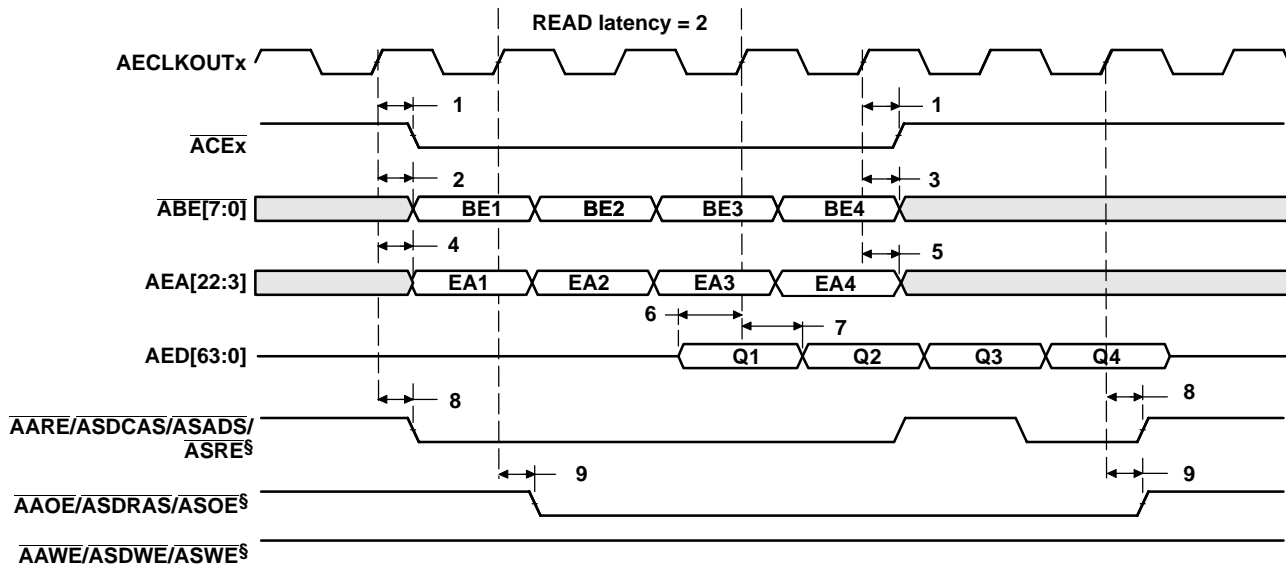 READ latency = 2
AECLKOUTx
1 1
ACEx
2 3
ABE[7:0] BE1 BE2 BE3 BE4
4 5
AEA[22:3] EA1 EA2 EA3 EA4
6 7
AED[63:0] Q1 Q2 Q3 Q4
8 8
AARE/ASDCAS/ASADS/
ASRE§
9 9
AAOE/ASDRAS/ASOE§
AAWE/ASDWE/ASWE§